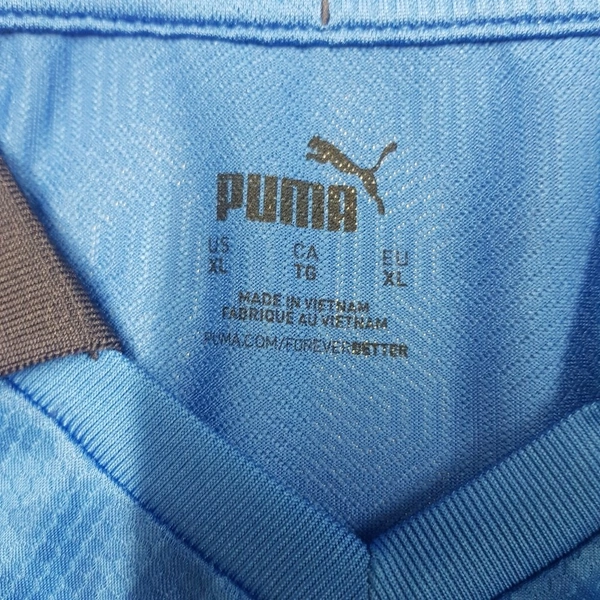 PUMA
US CA EU
XL TG XL
MADE IN VIETNAM
FABRIQUE AU VIETNAM
PUMA.COM/FOREVERBETTER